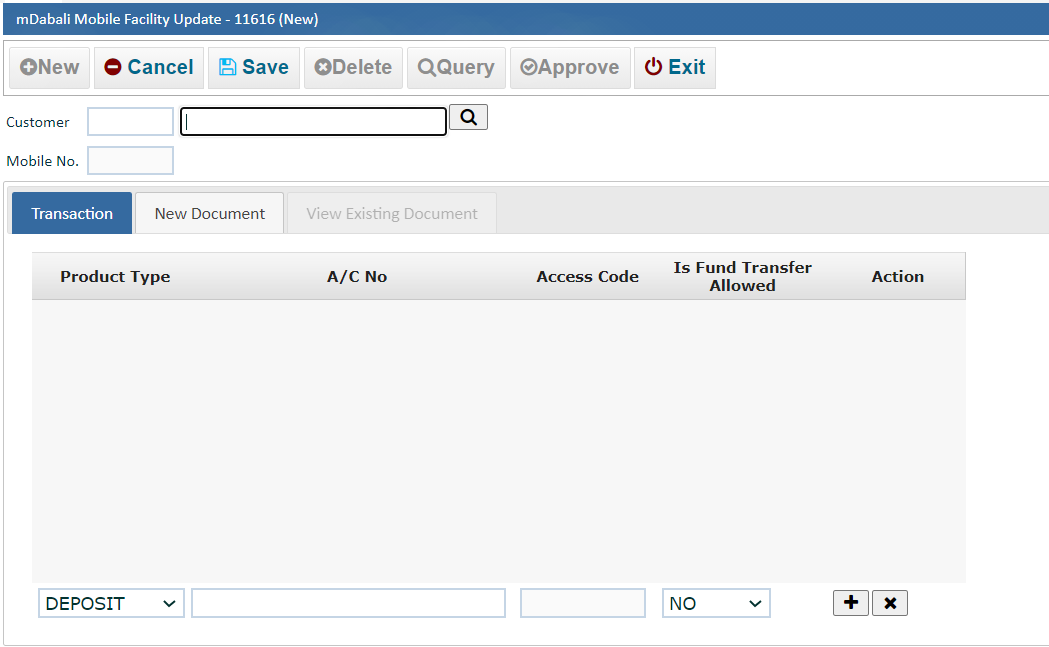 mDabali Mobile Facility Update - 11616 (New)
New Cancel Save Delete Query Approve Exit
Customer
Mobile No.
Transaction New Document View Existing Document
Product Type A/C No Access Code Is Fund Transfer Allowed Action
DEPOSIT NO